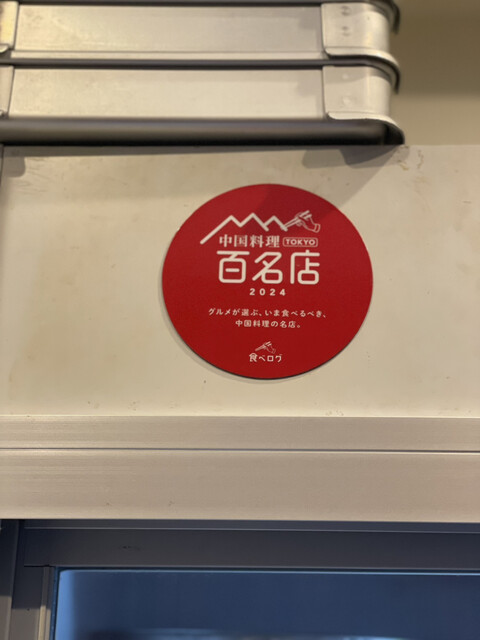 中国料理 TOKYO
百名店
2024
グルメが選ぶ、いま食べるべき、
中国料理の名店。
食べログ